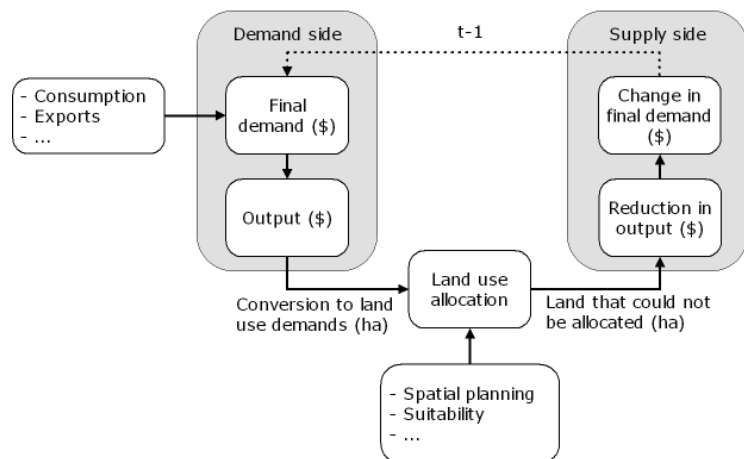 Demand side
t-1
Supply side
- Consumption
- Exports
- ...
Final
demand ($)
Change in
final demand
($)
Output ($)
Reduction in
output ($)
Land use
allocation
Conversion to land
use demands (ha)
Land that could not
be allocated (ha)
- Spatial planning
- Suitability
- ...